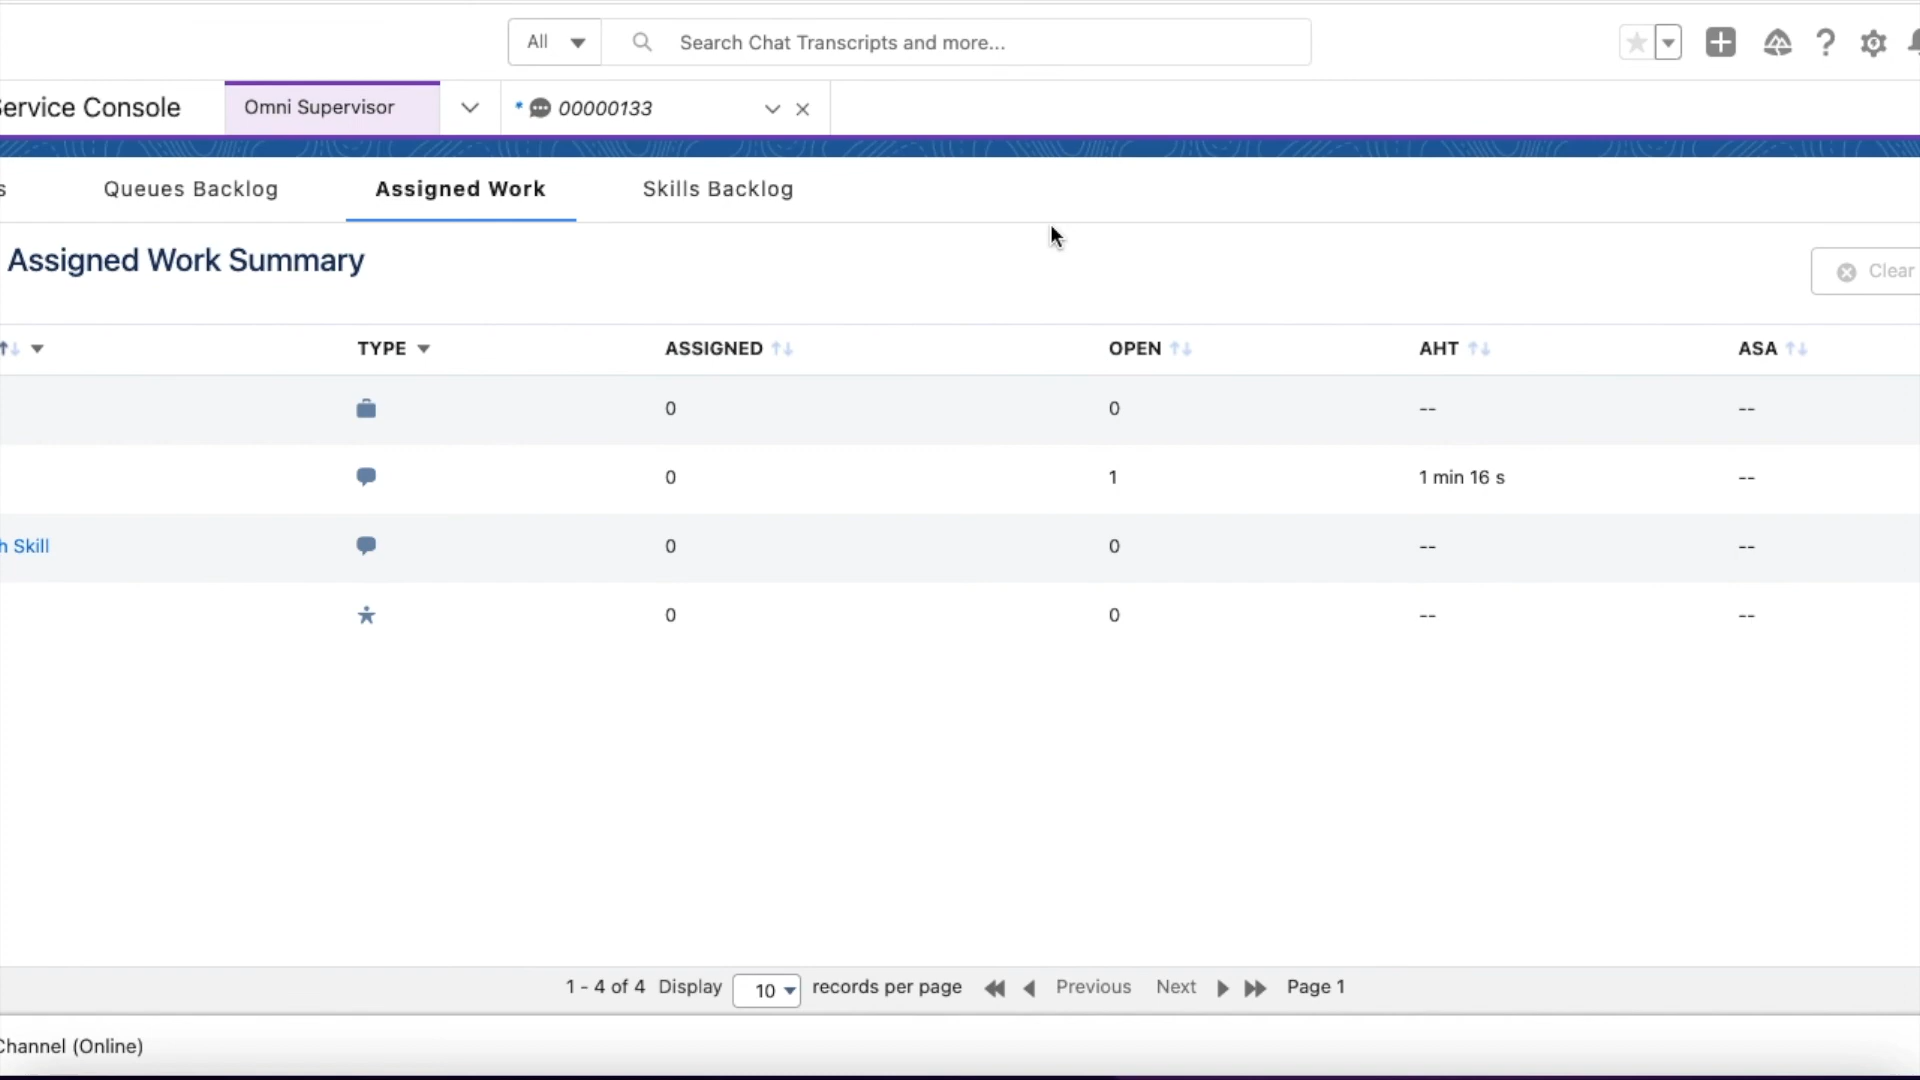 All Search Chat Transcripts and more...
Service Console Omni Supervisor * 00000133
s Queues Backlog Assigned Work Skills Backlog
Assigned Work Summary Clear
TYPE ASSIGNED OPEN AHT ASA
0 0 -- --
0 1 1 min 16 s --
h Skill 0 0 -- --
0 0 -- --
1 - 4 of 4 Display 10 records per page Previous Next Page 1
Channel (Online)